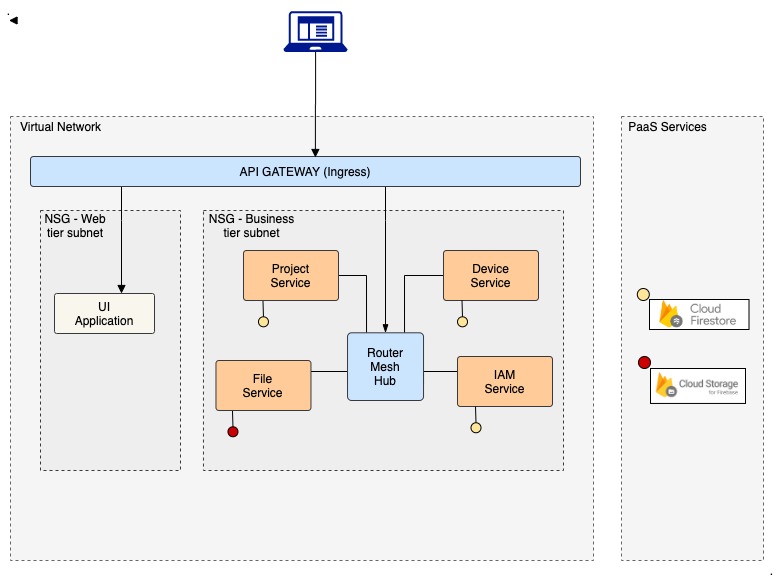 Virtual Network
PaaS Services
API GATEWAY (Ingress)
NSG - Web
tier subnet
NSG - Business
tier subnet
Project
Service
Device
Service
UI
Application
Cloud
Firestore
Router
Mesh
Hub
File
Service
IAM
Service
Cloud Storage
for Firebase